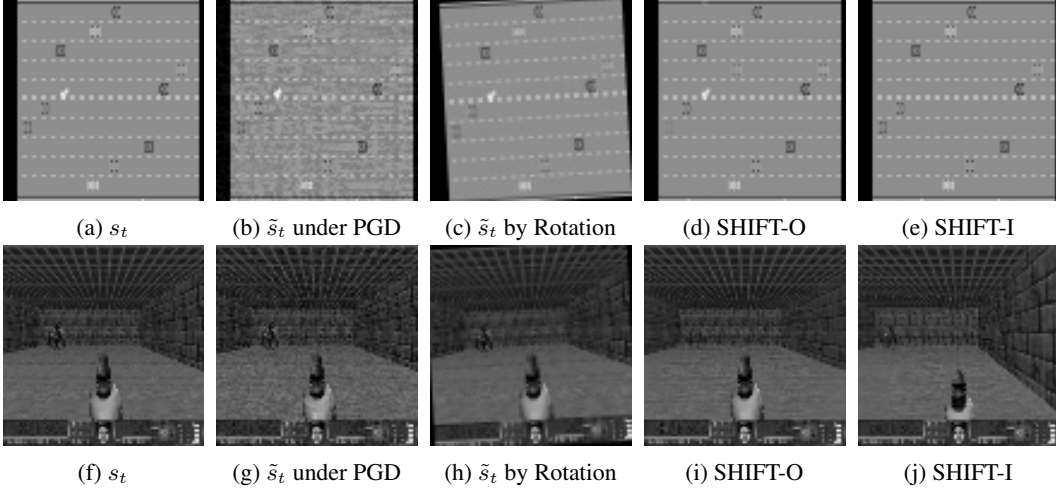 (a) s_t (b) s̃_t under PGD (c) s̃_t by Rotation (d) SHIFT-O (e) SHIFT-I
(f) s_t (g) s̃_t under PGD (h) s̃_t by Rotation (i) SHIFT-O (j) SHIFT-I